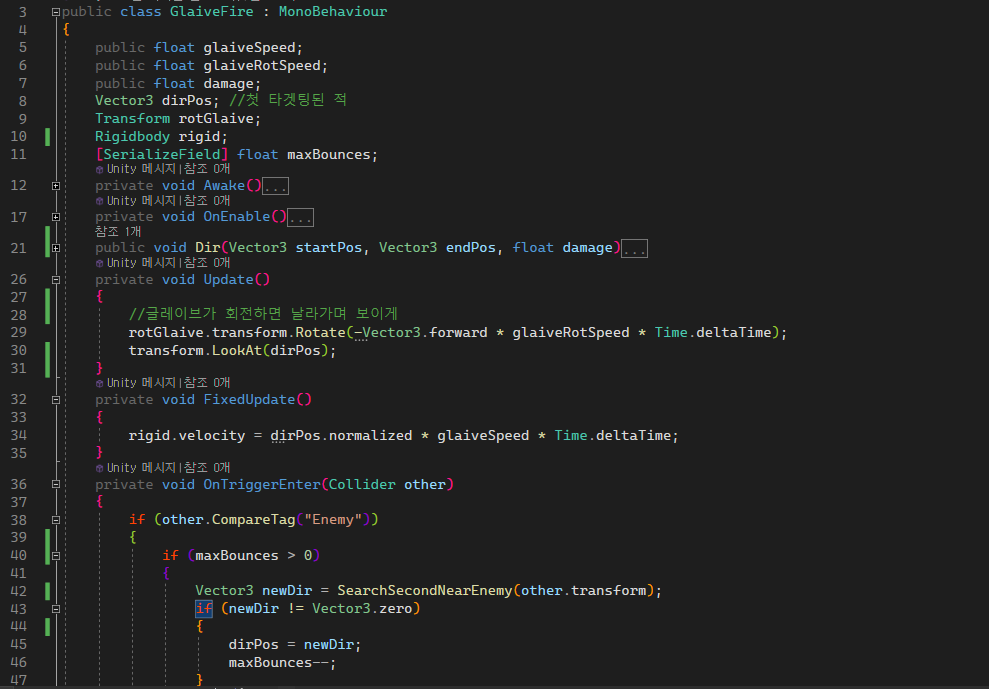 3 public class GlaiveFire : MonoBehaviour
4 {
5 public float glaiveSpeed;
6 public float glaiveRotSpeed;
7 public float damage;
8 Vector3 dirPos; //첫 타겟팅된 적
9 Transform rotGlaive;
10 Rigidbody rigid;
11 [SerializeField] float maxBounces;
Unity 메시지|참조 0개
12 private void Awake()...
Unity 메시지|참조 0개
17 private void OnEnable()...
참조 1개
21 public void Dir(Vector3 startPos, Vector3 endPos, float damage)...
Unity 메시지|참조 0개
26 private void Update()
27 {
28 //글레이브가 회전하면 날라가며 보이게
29 rotGlaive.transform.Rotate(-Vector3.forward * glaiveRotSpeed * Time.deltaTime);
30 transform.LookAt(dirPos);
31 }
Unity 메시지|참조 0개
32 private void FixedUpdate()
33 {
34 rigid.velocity = dirPos.normalized * glaiveSpeed * Time.deltaTime;
35 }
Unity 메시지|참조 0개
36 private void OnTriggerEnter(Collider other)
37 {
38 if (other.CompareTag("Enemy"))
39 {
40 if (maxBounces > 0)
41 {
42 Vector3 newDir = SearchSecondNearEnemy(other.transform);
43 if (newDir != Vector3.zero)
44 {
45 dirPos = newDir;
46 maxBounces--;
47 }